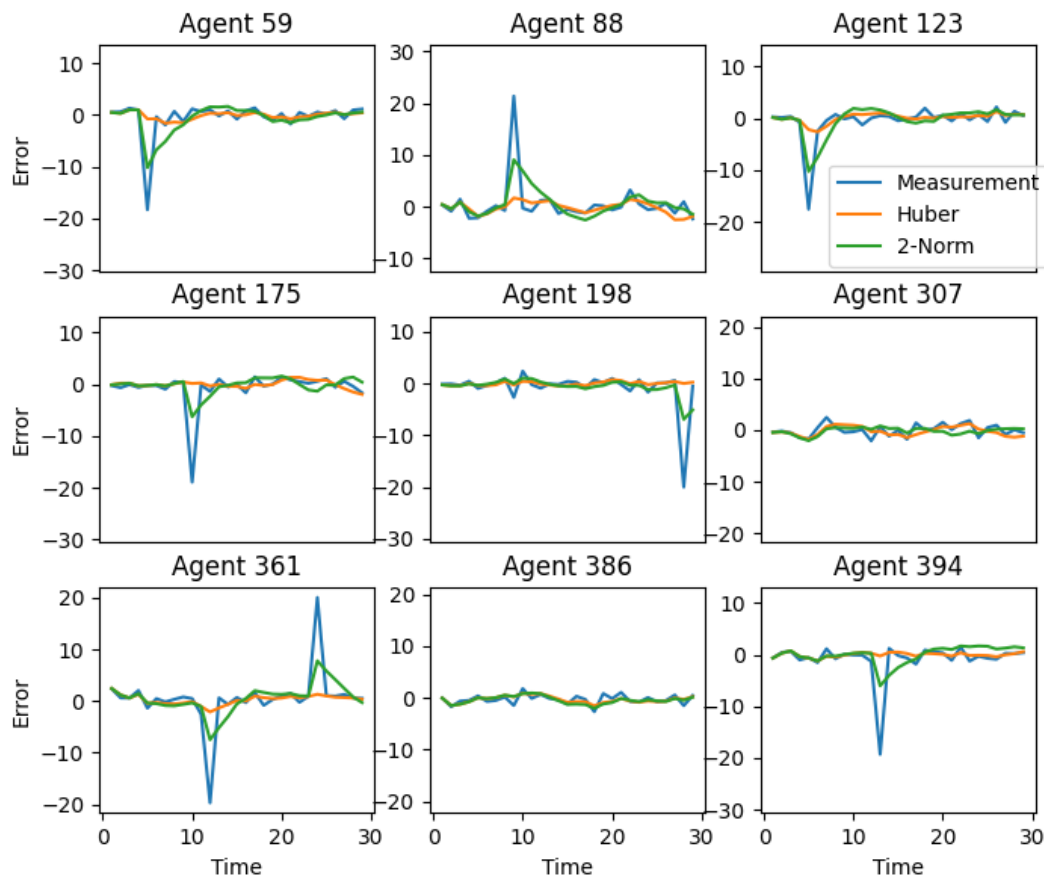 Agent 59
Agent 88
Agent 123
Error
10
0
−10
−20
−30
30
20
10
0
−10
10
0
−10
−20
Measurement
Huber
2-Norm
Agent 175
Agent 198
Agent 307
Error
10
0
−10
−20
−30
10
0
−10
−20
−30
20
10
0
−10
−20
Agent 361
Agent 386
Agent 394
Error
20
10
0
−10
−20
20
10
0
−10
−20
10
0
−10
−20
−30
0 10 20 30
0 10 20 30
0 10 20 30
Time
Time
Time